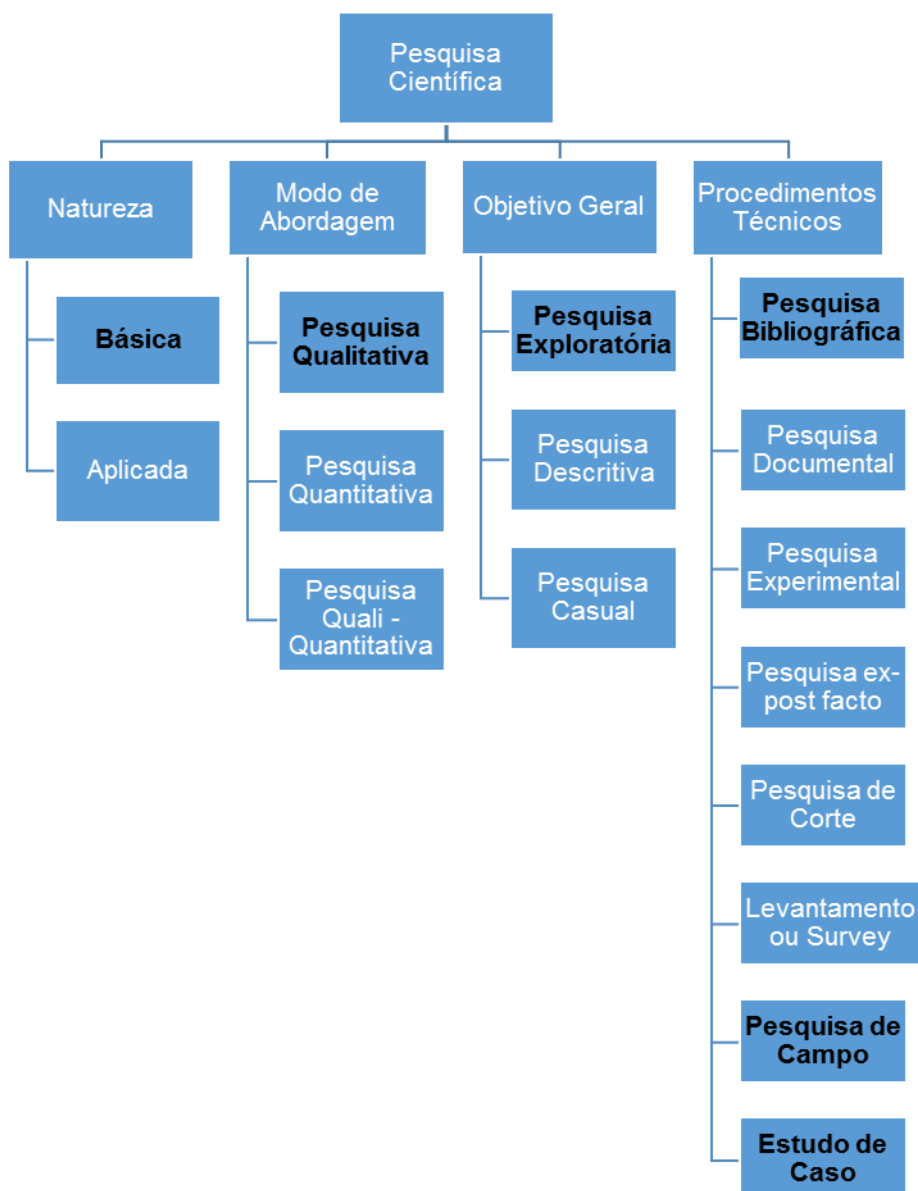 Pesquisa
Científica
Natureza
Modo de
Abordagem
Objetivo Geral
Procedimentos
Técnicos
Básica
Aplicada
Pesquisa
Qualitativa
Pesquisa
Quantitativa
Pesquisa
Quali -
Quantitativa
Pesquisa
Exploratória
Pesquisa
Descritiva
Pesquisa
Casual
Pesquisa
Bibliográfica
Pesquisa
Documental
Pesquisa
Experimental
Pesquisa ex-
post facto
Pesquisa de
Corte
Levantamento
ou Survey
Pesquisa de
Campo
Estudo de
Caso